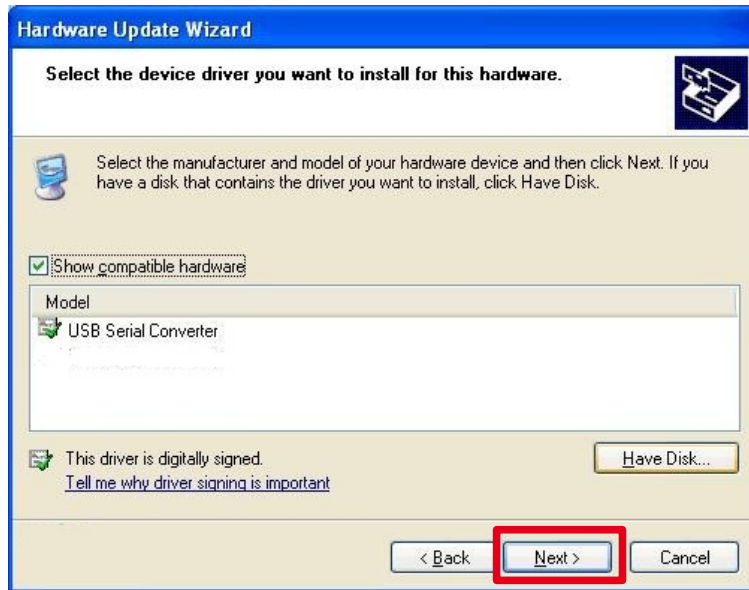 Hardware Update Wizard
Select the device driver you want to install for this hardware.
Select the manufacturer and model of your hardware device and then click Next. If you
have a disk that contains the driver you want to install, click Have Disk.
Show compatible hardware
Model
USB Serial Converter
This driver is digitally signed.
Have Disk...
Tell me why driver signing is important
< Back
Next >
Cancel